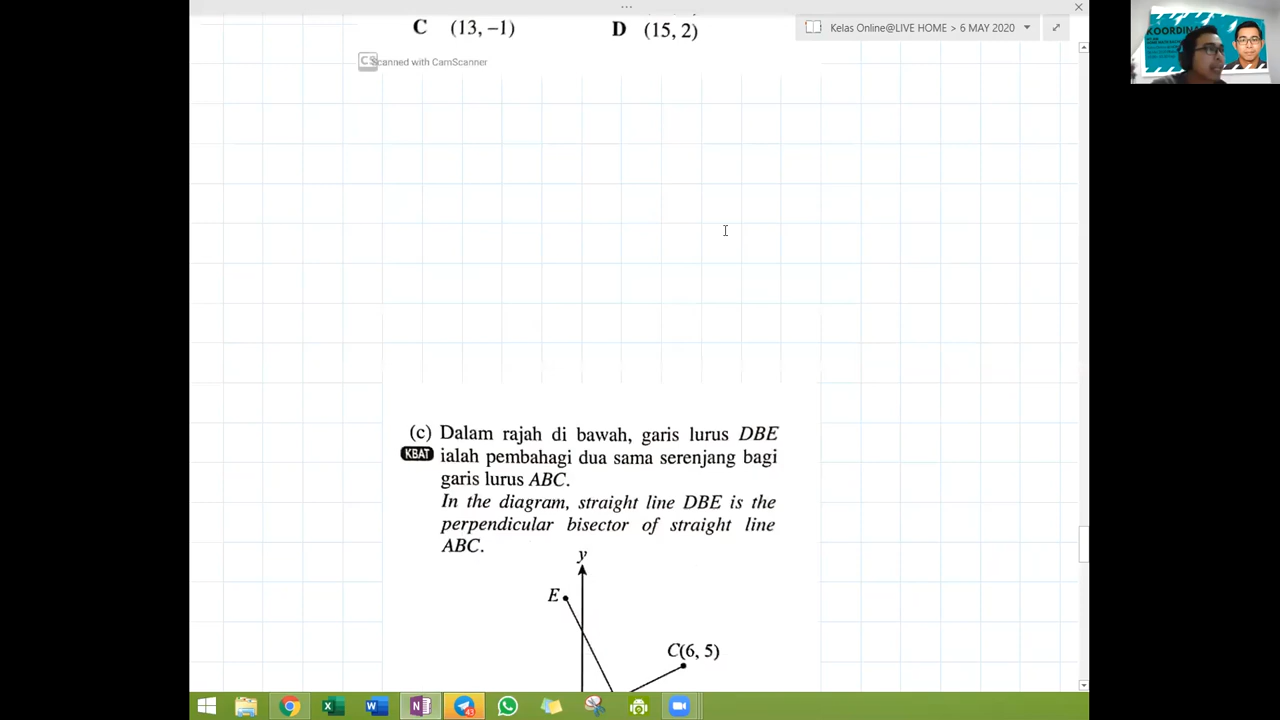 C (13, −1) D (15, 2)
Kelas Online@LIVE HOME > 6 MAY 2020
CS Scanned with CamScanner
KOORDINA
(c) Dalam rajah di bawah, garis lurus DBE
KBAT ialah pembahagi dua sama serenjang bagi
garis lurus ABC.
In the diagram, straight line DBE is the
perpendicular bisector of straight line
ABC.
y
E
C(6, 5)